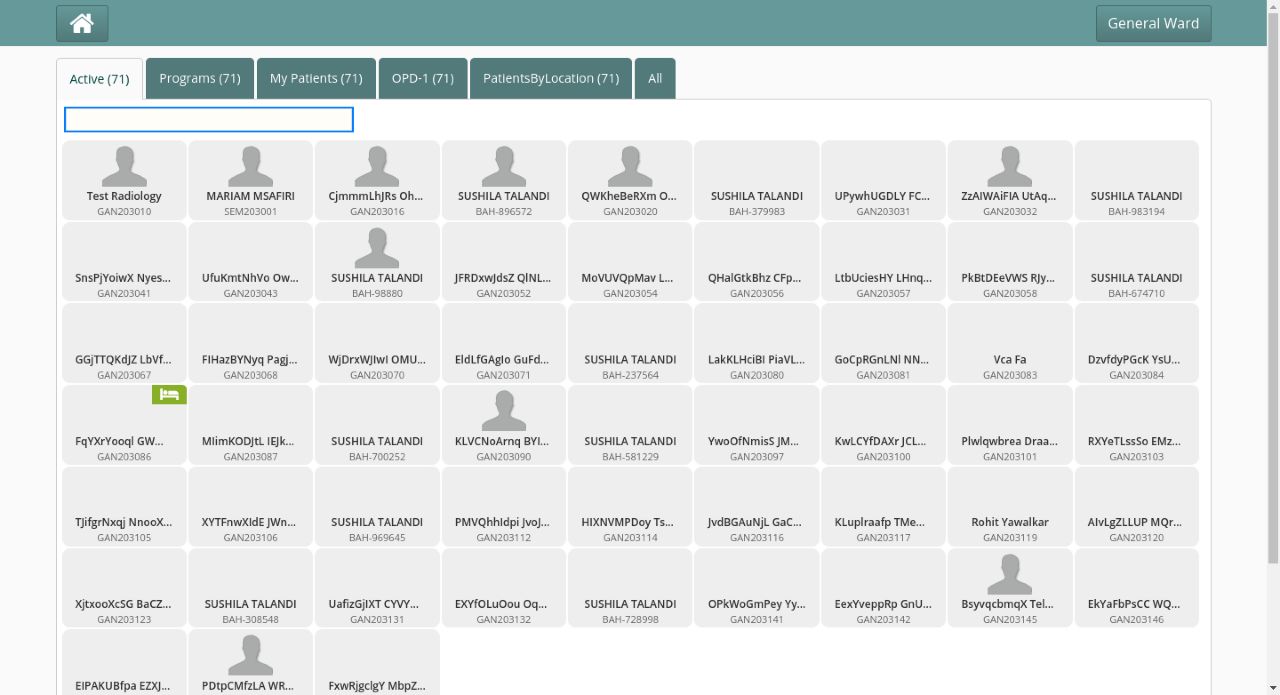 General Ward
Active (71)
Programs (71)
My Patients (71)
OPD-1 (71)
PatientsByLocation (71)
All
Test Radiology
GAN203010
MARIAM MSAFIRI
SEM203001
CjmmmLhJRs Oh...
GAN203016
SUSHILA TALANDI
BAH-896572
QWKheBeRXm O...
GAN203020
SUSHILA TALANDI
BAH-379983
UPywhUGDLY FC...
GAN203031
ZzAIWAiFIA UtAq...
GAN203032
SUSHILA TALANDI
BAH-983194
SnsPjYoiwX Nyes...
GAN203041
UfuKmtNhVo Ow...
GAN203043
SUSHILA TALANDI
BAH-98880
JFRDxwJdsZ QlNL...
GAN203052
MoVUVQpMav L...
GAN203054
QHalGtkBhz CFp...
GAN203056
LtbUciesHY LHnq...
GAN203057
PkBtDEeVWS RJy...
GAN203058
SUSHILA TALANDI
BAH-674710
GGjTTQKdJZ LbVf...
GAN203067
FIHazBYNyq Pagj...
GAN203068
WjDrxWJIwI OMU...
GAN203070
EldLfGAgIo GuFd...
GAN203071
SUSHILA TALANDI
BAH-237564
LakKLHciBI PiaVL...
GAN203080
GoCpRGnLNl NN...
GAN203081
Vca Fa
GAN203083
DzvfdyPGcK YsU...
GAN203084
FqYXrYooql GW...
GAN203086
MIimKODJtL IEJk...
GAN203087
SUSHILA TALANDI
BAH-700252
KLVCNoArnq BYI...
GAN203090
SUSHILA TALANDI
BAH-581229
YwoOfNmisS JM...
GAN203097
KwLCYfDAXr JCL...
GAN203100
Plwlqwbrea Draa...
GAN203101
RXYeTLssSo EMz...
GAN203103
TJifgrNxqj NnooX...
GAN203105
XYTFnwXIdE JWn...
GAN203106
SUSHILA TALANDI
BAH-969645
PMVQhhIdpi JvoJ...
GAN203112
HIXNVMPDoy Ts...
GAN203114
JvdBGAuNjL GaC...
GAN203116
KLuplraafp TMe...
GAN203117
Rohit Yawalkar
GAN203119
AIvLgZLLUP MQr...
GAN203120
XjtxooXcSG BaCZ...
GAN203123
SUSHILA TALANDI
BAH-308548
UafizGjIXT CYVY...
GAN203131
EXYfOLuOou Oq...
GAN203132
SUSHILA TALANDI
BAH-728998
OPkWoGmPey Yy...
GAN203141
EexYveppRp GnU...
GAN203142
BsyvqcbmqX Tel...
GAN203145
EkYaFbPsCC WQ...
GAN203146
EIPAKUBfpa EZXJ...
PDtpCMfzLA WR...
FxwRjgclgY MbpZ...